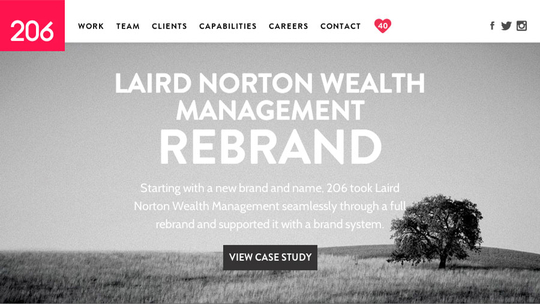 206
WORK TEAM CLIENTS CAPABILITIES CAREERS CONTACT 40
LAIRD NORTON WEALTH
MANAGEMENT
REBRAND
Starting with a new brand and name, 206 took Laird
Norton Wealth Management seamlessly through a full
rebrand and supported it with a brand system.
VIEW CASE STUDY